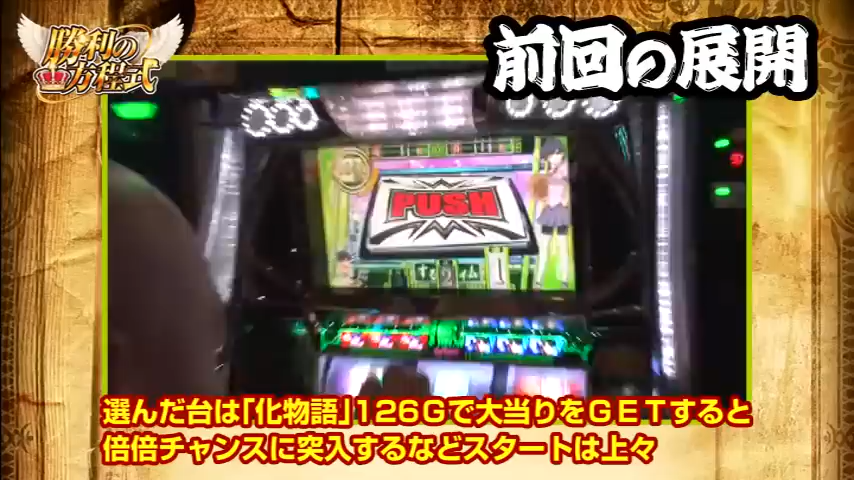 勝利の
方程式
前回の展開
PUSH
選んだ台は「化物語」126Gで大当りをGETすると
倍倍チャンスに突入するなどスタートは上々